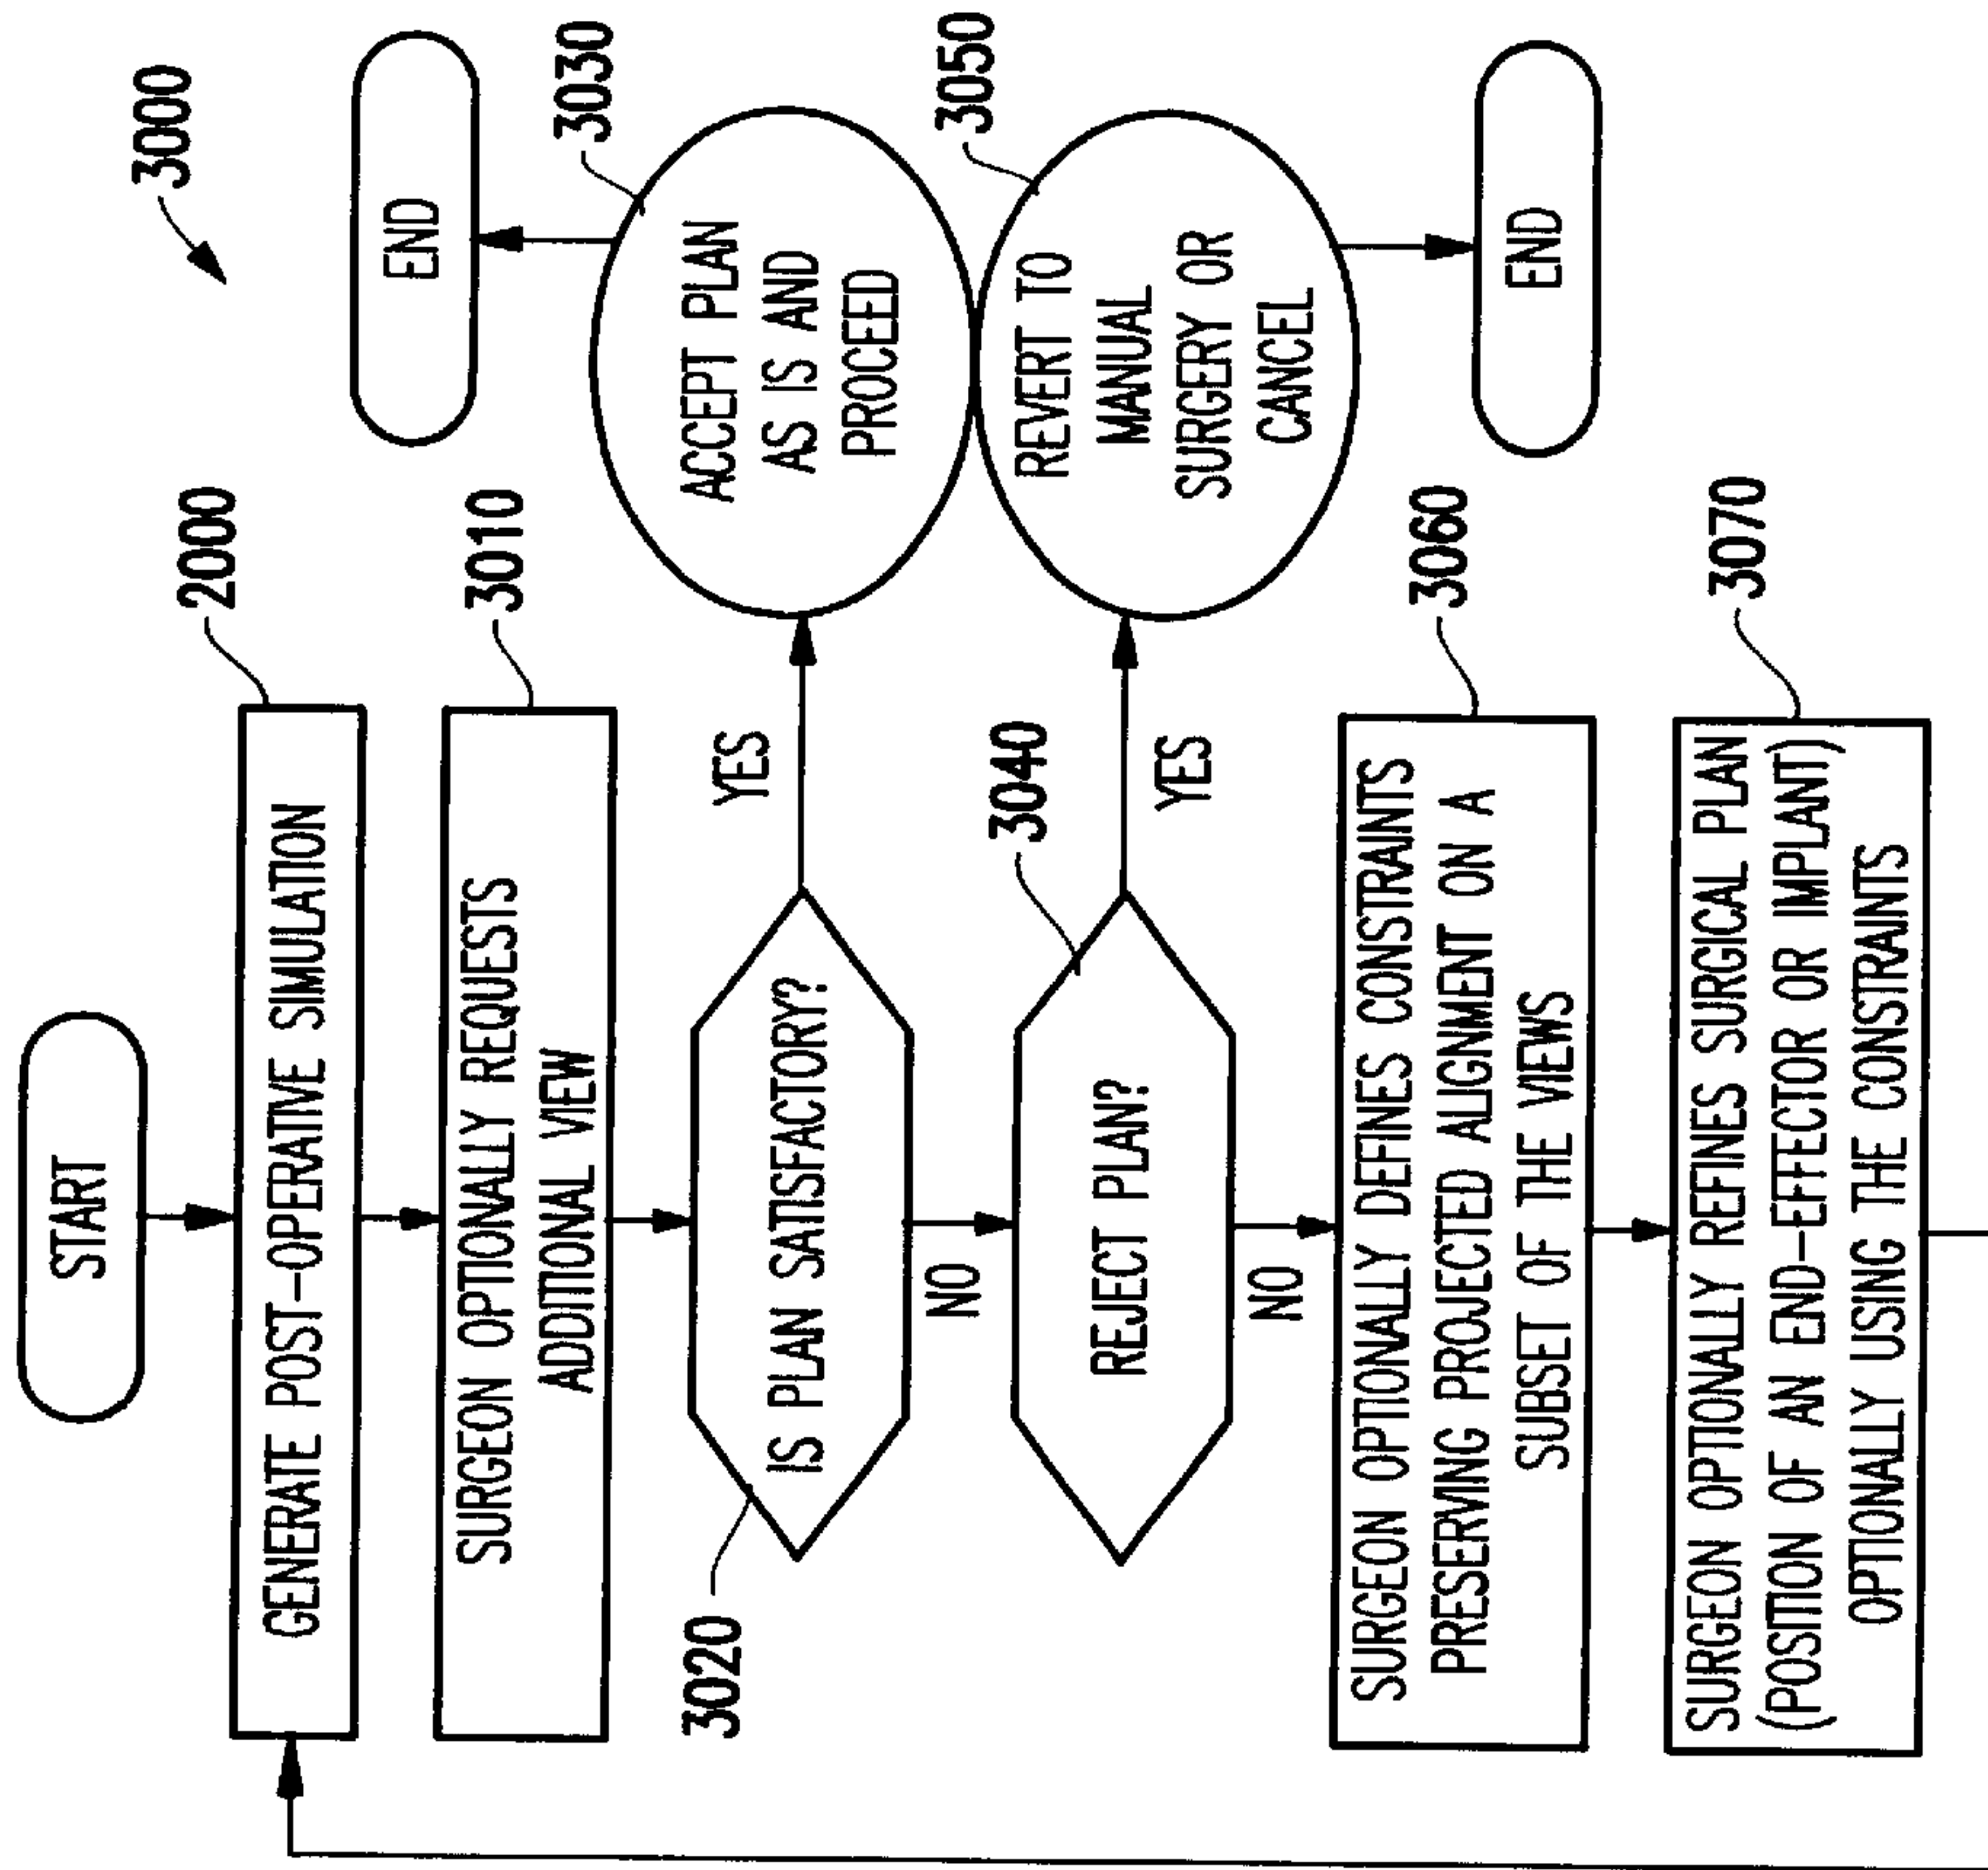 3000
START
2000
GENERATE POST-OPERATIVE SIMULATION
3010
SURGEON OPTIONALLY REQUESTS
ADDITIONAL VIEW
3020
IS PLAN SATISFACTORY?
YES
NO
3030
ACCEPT PLAN
AS IS AND
PROCEED
END
3040
REJECT PLAN?
YES
NO
3050
REVERT TO
MANUAL
SURGERY OR
CANCEL
END
3060
SURGEON OPTIONALLY DEFINES CONSTRAINTS
PRESERVING PROJECTED ALIGNMENT ON A
SUBSET OF THE VIEWS
3070
SURGEON OPTIONALLY REFINES SURGICAL PLAN
(POSITION OF AN END-EFFECTOR OR IMPLANT)
OPTIONALLY USING THE CONSTRAINTS